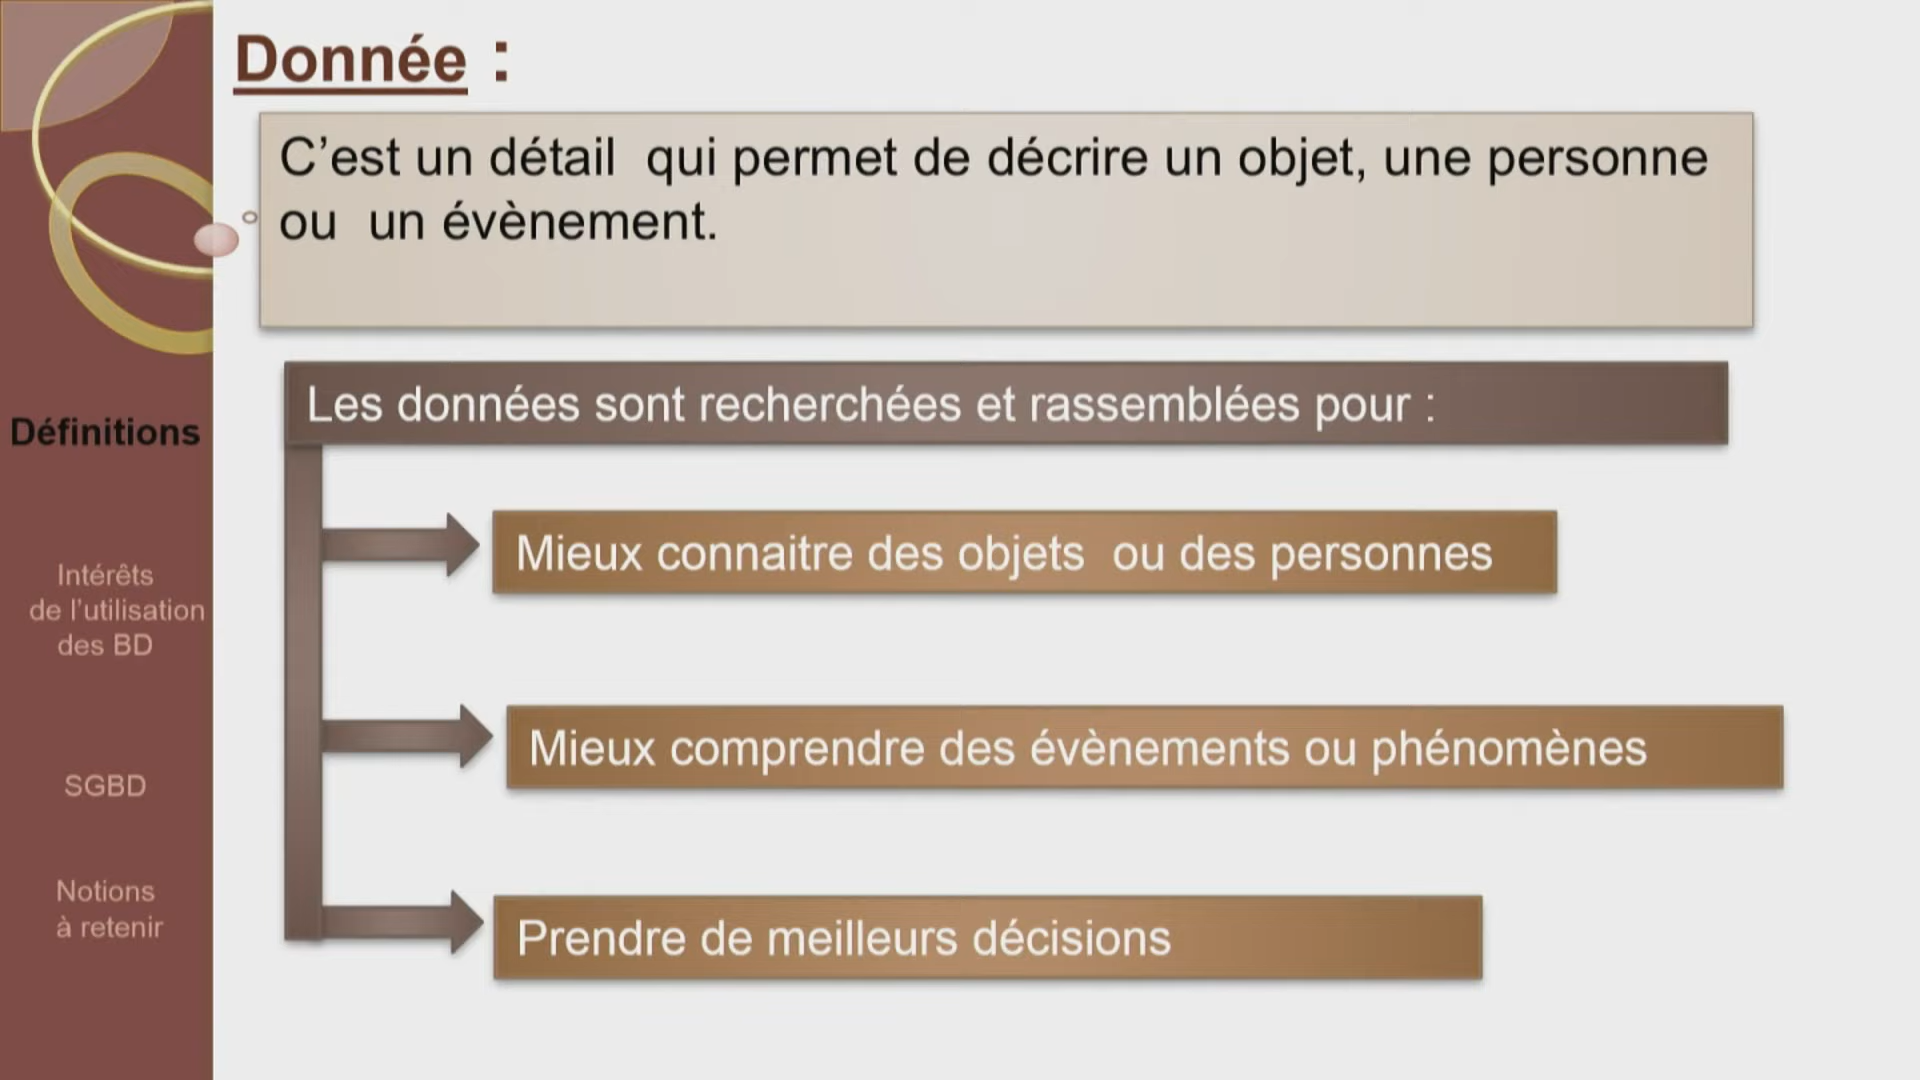 Donnée :
C’est un détail qui permet de décrire un objet, une personne
ou un évènement.
Les données sont recherchées et rassemblées pour :
Mieux connaitre des objets ou des personnes
Mieux comprendre des évènements ou phénomènes
Prendre de meilleurs décisions
Définitions
Intérêts
de l’utilisation
des BD
SGBD
Notions
à retenir